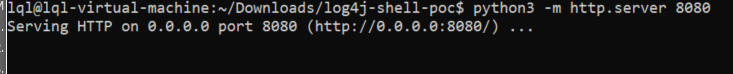 lql@lql-virtual-machine:~/Downloads/log4j-shell-poc$ python3 -m http.server 8080
Serving HTTP on 0.0.0.0 port 8080 (http://0.0.0.0:8080/) ...